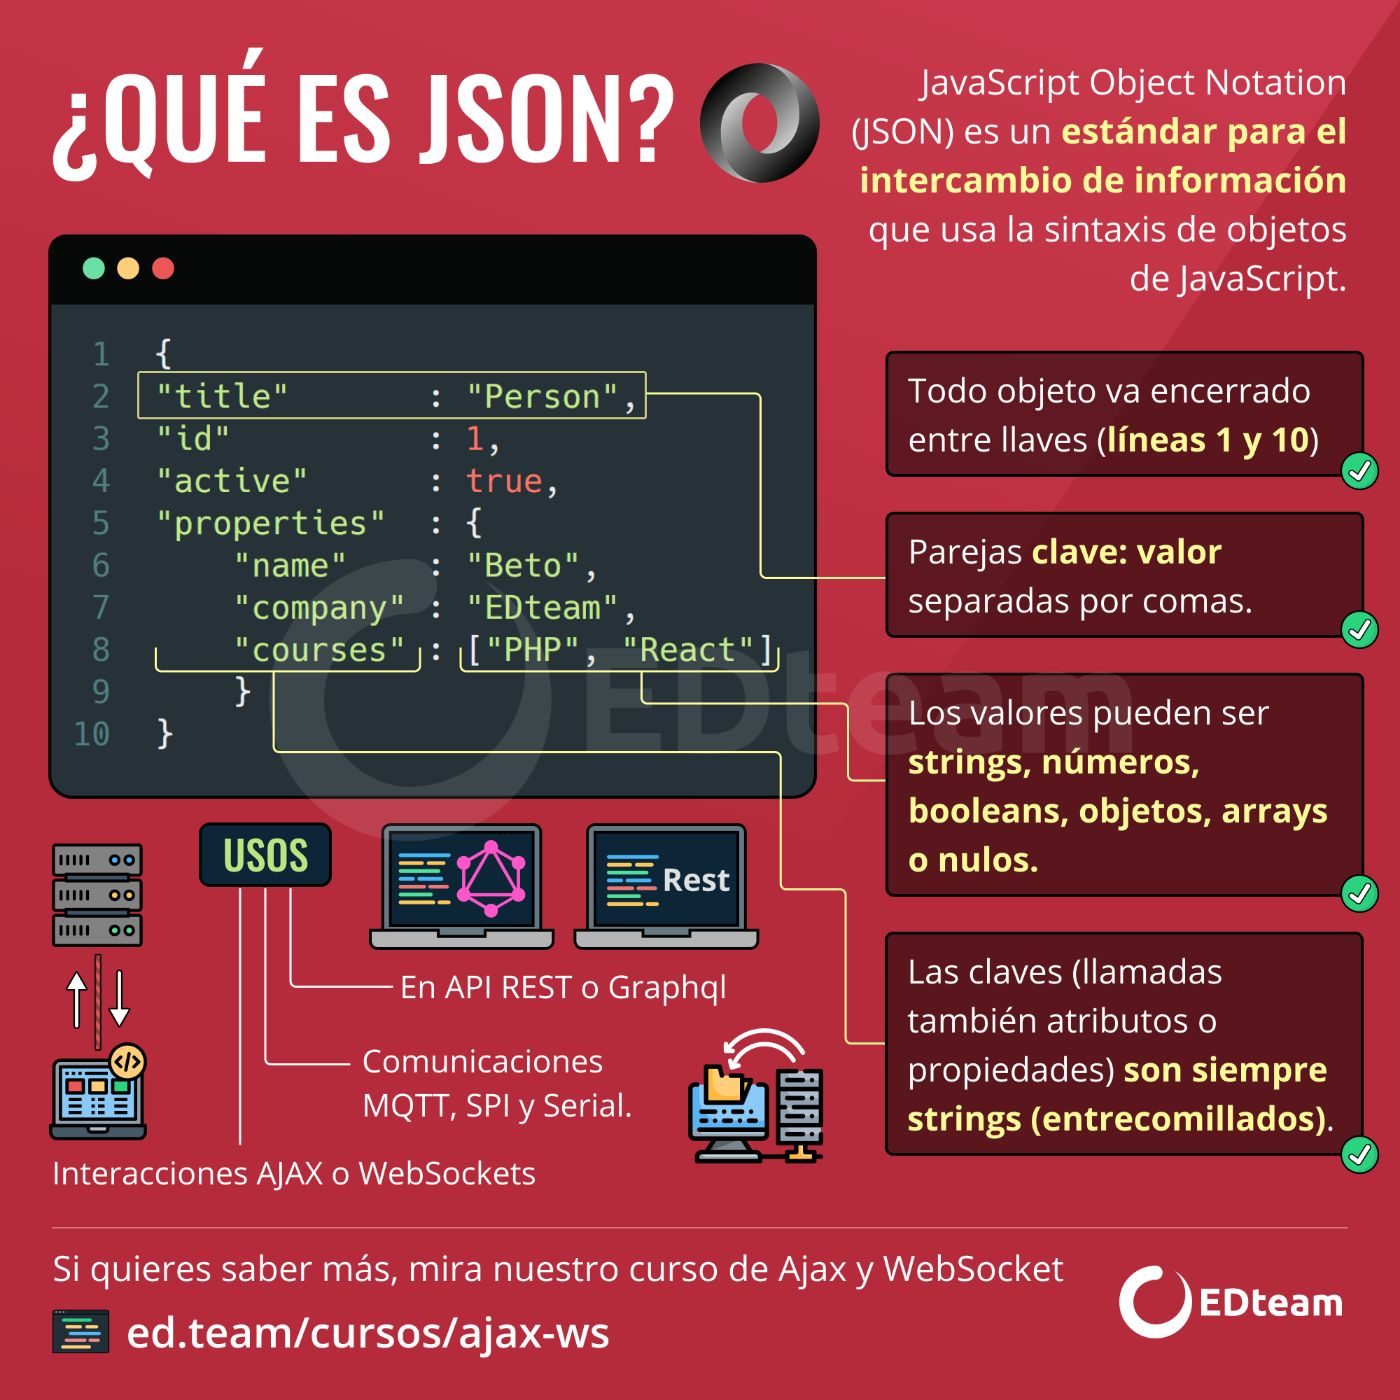 ¿QUÉ ES JSON?
JavaScript Object Notation
(JSON) es un estándar para el
intercambio de información
que usa la sintaxis de objetos
de JavaScript.
1 {
2 "title" : "Person",
3 "id" : 1,
4 "active" : true,
5 "properties" : {
6 "name" : "Beto",
7 "company" : "EDteam",
8 "courses" : ["PHP", "React"]
9 }
10 }
EDteam
Todo objeto va encerrado
entre llaves (líneas 1 y 10)
Parejas clave: valor
separadas por comas.
Los valores pueden ser
strings, números,
booleans, objetos, arrays
o nulos.
Las claves (llamadas
también atributos o
propiedades) son siempre
strings (entrecomillados).
USOS
Rest
En API REST o Graphql
Comunicaciones
MQTT, SPI y Serial.
</>
Interacciones AJAX o WebSockets
Si quieres saber más, mira nuestro curso de Ajax y WebSocket
ed.team/cursos/ajax-ws
EDteam